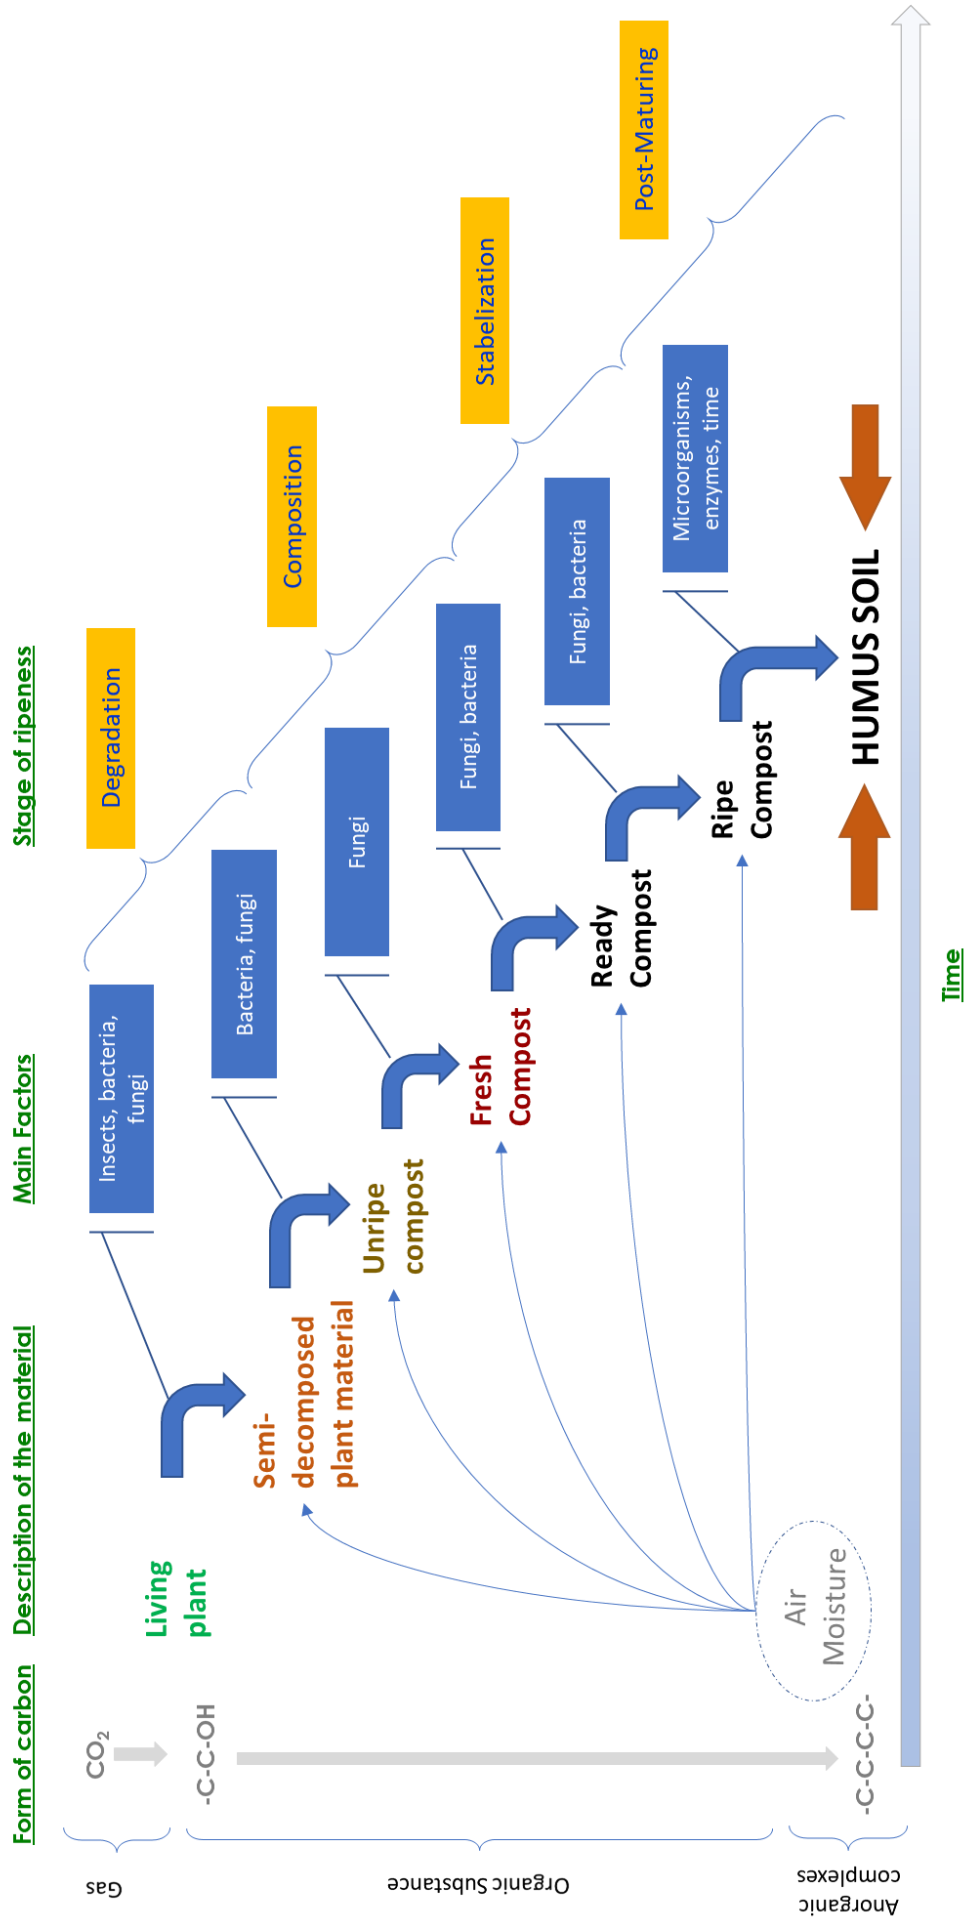 Form of carbon
Description of the material
Main Factors
Stage of ripeness
Gas
Organic Substance
Anorganic
complexes
CO2
-C-C-OH
-C-C-C-C-
Living
plant
Insects, bacteria,
fungi
Degradation
Semi-
decomposed
plant material
Bacteria, fungi
Composition
Unripe
compost
Fungi
Fresh
Compost
Fungi, bacteria
Stabelization
Ready
Compost
Fungi, bacteria
Post-Maturing
Ripe
Compost
Microorganisms,
enzymes, time
Air
Moisture
HUMUS SOIL
Time